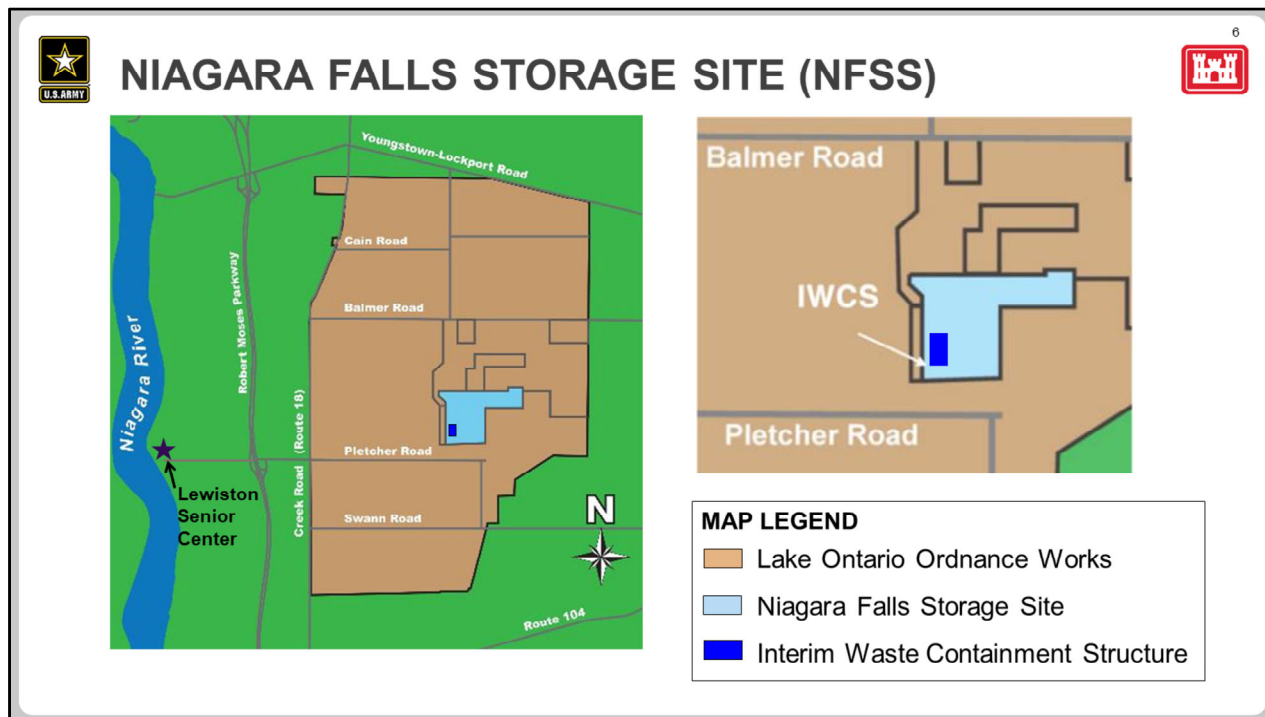 6
U.S.ARMY
NIAGARA FALLS STORAGE SITE (NFSS)
Youngstown-Lockport Road
Cain Road
Robert Moses Parkway
Balmer Road
Niagara River
Creek Road (Route 18)
Pletcher Road
Lewiston
Senior
Center
Swann Road
N
Route 104
Balmer Road
IWCS
Pletcher Road
MAP LEGEND
Lake Ontario Ordnance Works
Niagara Falls Storage Site
Interim Waste Containment Structure